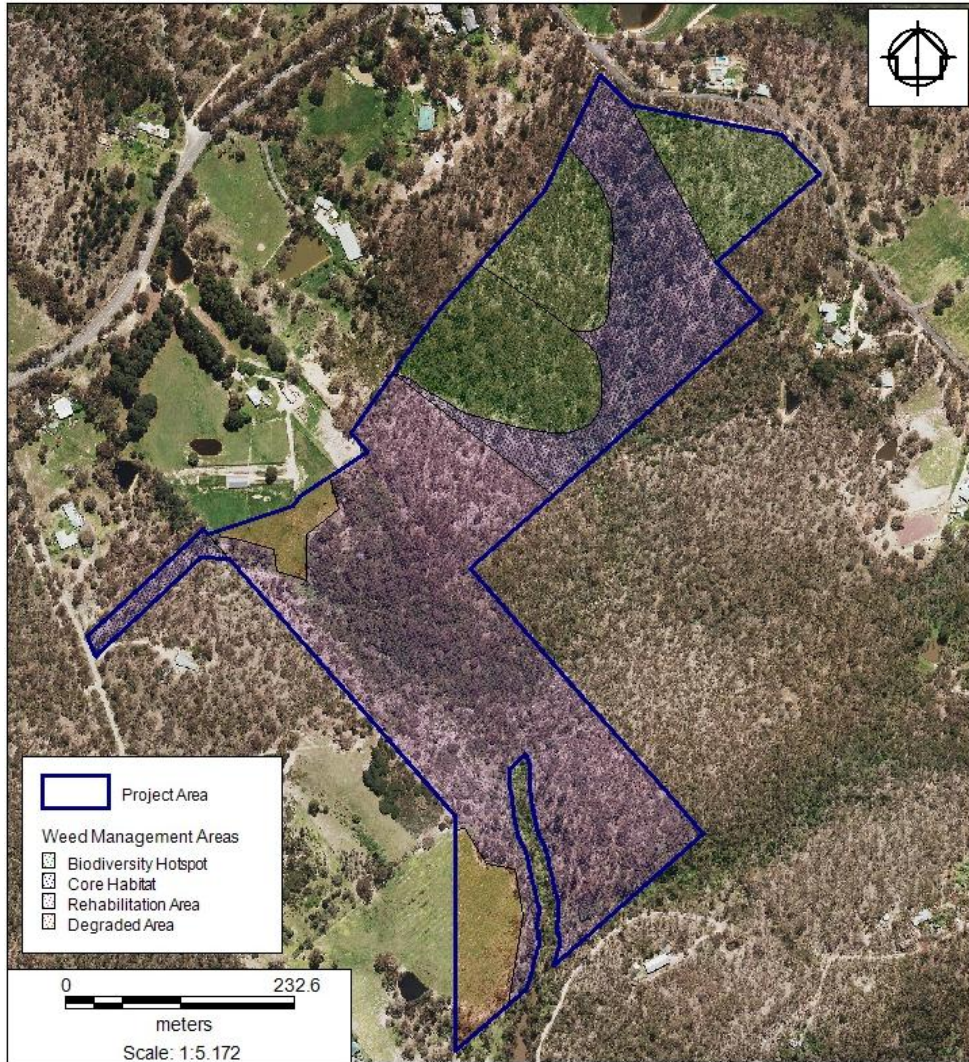 Project Area
Weed Management Areas
Biodiversity Hotspot
Core Habitat
Rehabilitation Area
Degraded Area
0 232.6
meters
Scale: 1:5.172